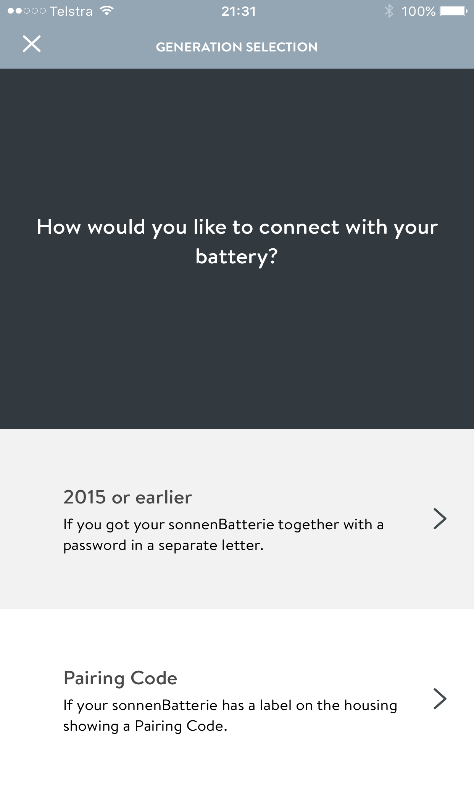 Telstra 21:31 100%
GENERATION SELECTION
How would you like to connect with your
battery?
2015 or earlier
If you got your sonnenBatterie together with a
password in a separate letter.
Pairing Code
If your sonnenBatterie has a label on the housing
showing a Pairing Code.